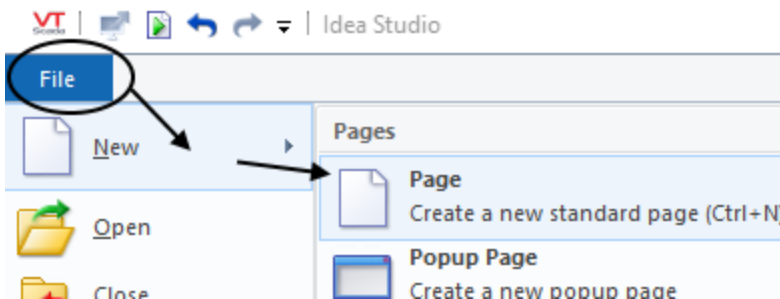 VT
Scada
Idea Studio
File
New
Pages
Page
Create a new standard page (Ctrl+N)
Open
Popup Page
Create a new popup page
Close